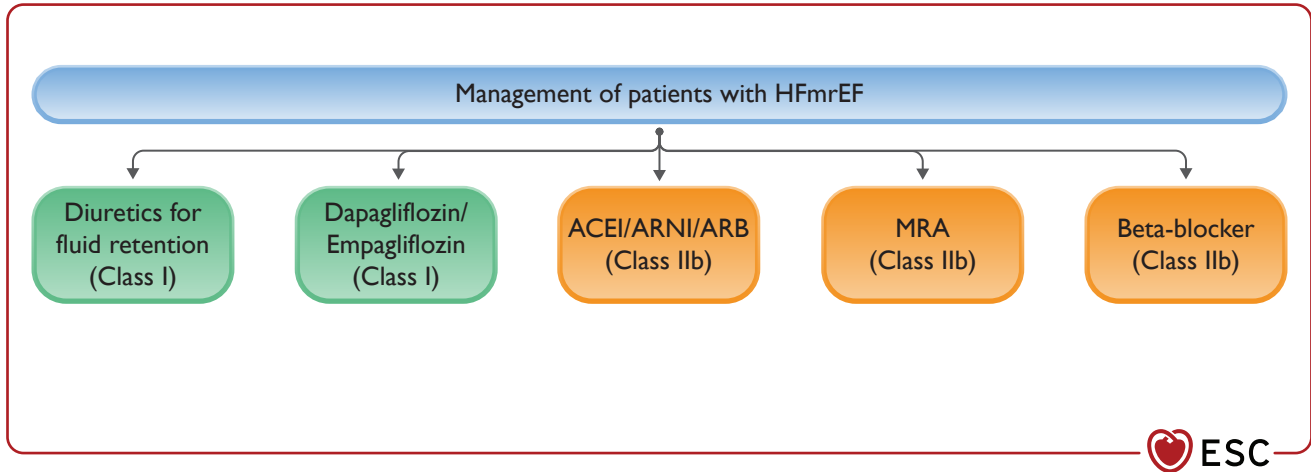 Management of patients with HFmrEF
Diuretics for
fluid retention
(Class I)
Dapagliflozin/
Empagliflozin
(Class I)
ACEI/ARNI/ARB
(Class IIb)
MRA
(Class IIb)
Beta-blocker
(Class IIb)
ESC